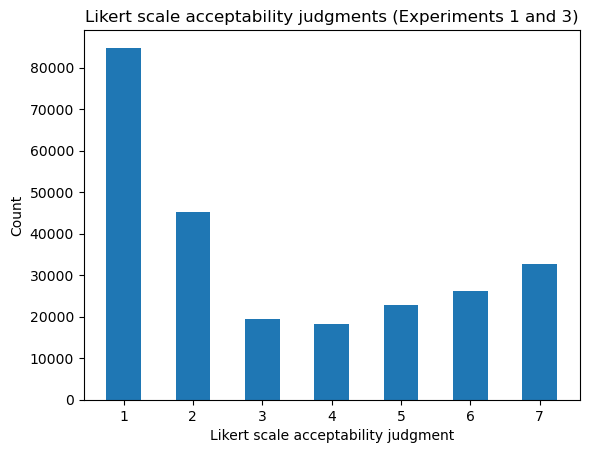 Likert scale acceptability judgments (Experiments 1 and 3)
80000
70000
60000
50000
40000
30000
20000
10000
0
Count
1 2 3 4 5 6 7
Likert scale acceptability judgment